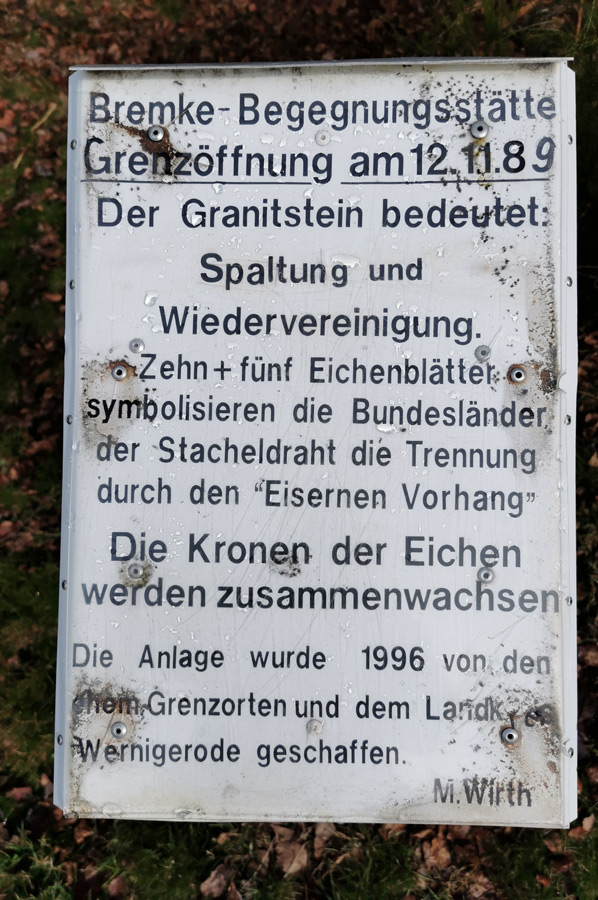 Bremke-Begegnungsstätte
Grenzöffnung am 12.11.89
Der Granitstein bedeutet:
Spaltung und
Wiedervereinigung.
Zehn + fünf Eichenblätter
symbolisieren die Bundesländer
der Stacheldraht die Trennung
durch den "Eisernen Vorhang"
Die Kronen der Eichen
werden zusammenwachsen
Die Anlage wurde 1996 von den
ehem. Grenzorten und dem Landkreis
Wernigerode geschaffen.
M. Wirth